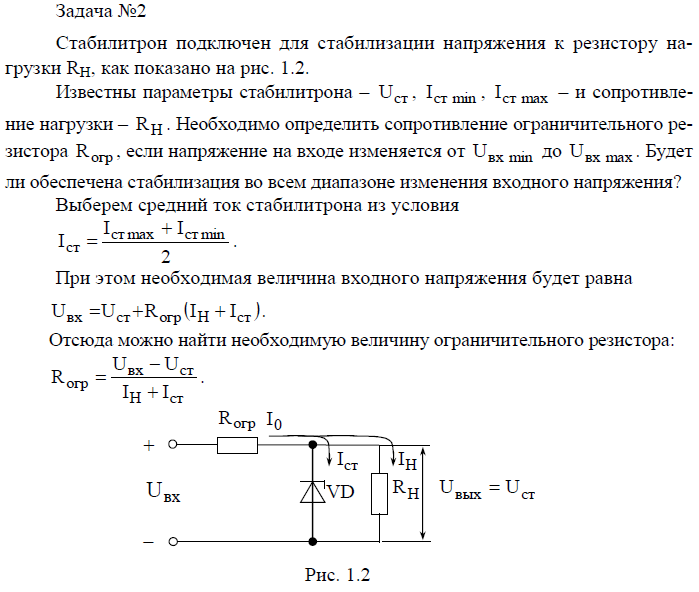 Задача №2
Стабилитрон подключен для стабилизации напряжения к резистору на-
грузки RН, как показано на рис. 1.2.
Известны параметры стабилитрона – Uст, Iст min, Iст max – и сопротивле-
ние нагрузки – RН. Необходимо определить сопротивление ограничительного ре-
зистора Rогр, если напряжение на входе изменяется от Uвх min до Uвх max. Будет
ли обеспечена стабилизация во всем диапазоне изменения входного напряжения?
Выберем средний ток стабилитрона из условия
Iст = (Iст max + Iст min) / 2.
При этом необходимая величина входного напряжения будет равна
Uвх =Uст+Rогр(IН + Iст).
Отсюда можно найти необходимую величину ограничительного резистора:
Rогр = (Uвх − Uст) / (IН + Iст).
Rогр I0
+
Iст IН
Uвх VD RН Uвых = Uст
−
Рис. 1.2